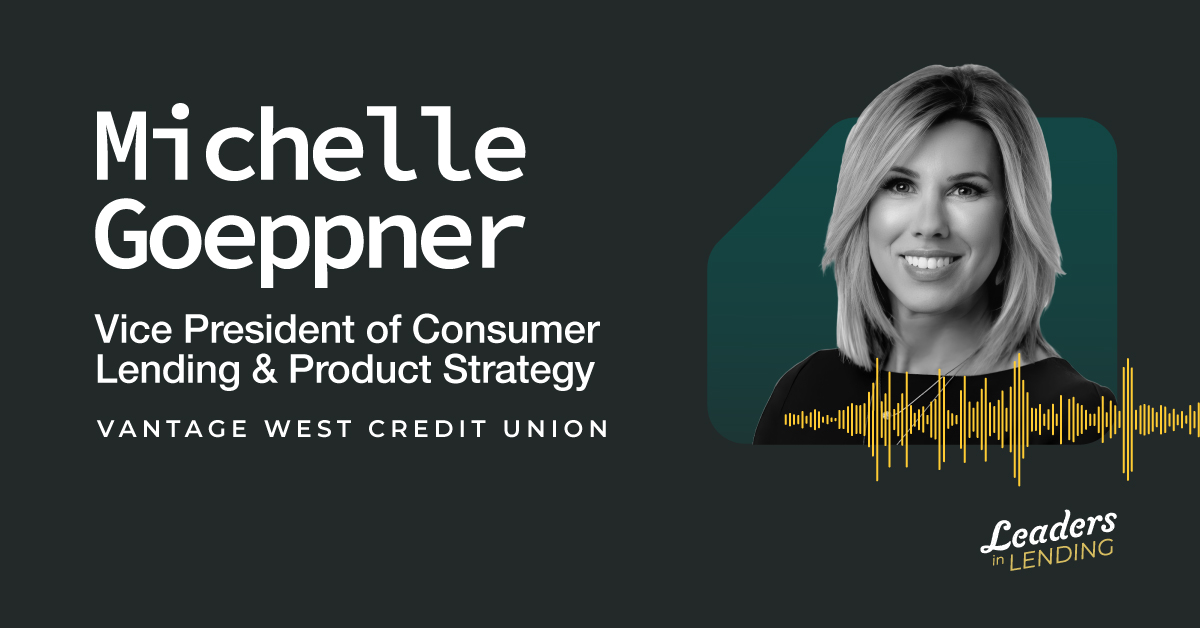 Michelle
Goeppner
Vice President of Consumer
Lending & Product Strategy
VANTAGE WEST CREDIT UNION
Leaders
in LENDING